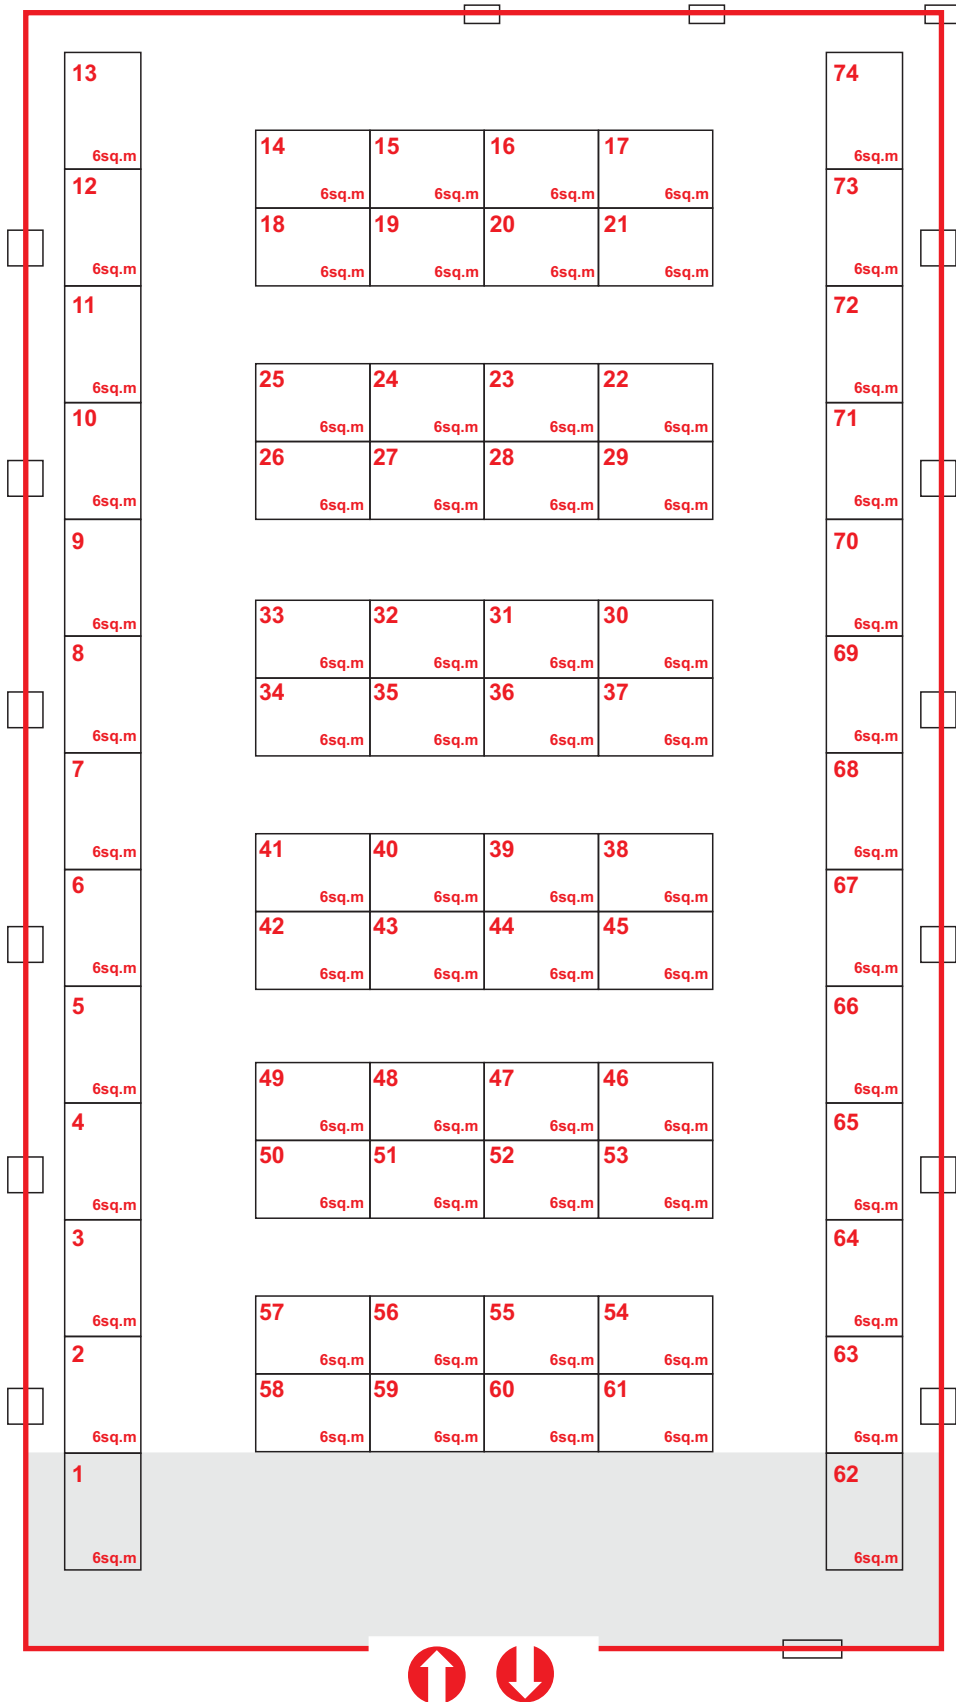 13
6sq.m
12
6sq.m
11
6sq.m
10
6sq.m
9
6sq.m
8
6sq.m
7
6sq.m
6
6sq.m
5
6sq.m
4
6sq.m
3
6sq.m
2
6sq.m
1
6sq.m
14 15 16 17
6sq.m 6sq.m 6sq.m 6sq.m
18 19 20 21
6sq.m 6sq.m 6sq.m 6sq.m
25 24 23 22
6sq.m 6sq.m 6sq.m 6sq.m
26 27 28 29
6sq.m 6sq.m 6sq.m 6sq.m
33 32 31 30
6sq.m 6sq.m 6sq.m 6sq.m
34 35 36 37
6sq.m 6sq.m 6sq.m 6sq.m
41 40 39 38
6sq.m 6sq.m 6sq.m 6sq.m
42 43 44 45
6sq.m 6sq.m 6sq.m 6sq.m
49 48 47 46
6sq.m 6sq.m 6sq.m 6sq.m
50 51 52 53
6sq.m 6sq.m 6sq.m 6sq.m
57 56 55 54
6sq.m 6sq.m 6sq.m 6sq.m
58 59 60 61
6sq.m 6sq.m 6sq.m 6sq.m
74
6sq.m
73
6sq.m
72
6sq.m
71
6sq.m
70
6sq.m
69
6sq.m
68
6sq.m
67
6sq.m
66
6sq.m
65
6sq.m
64
6sq.m
63
6sq.m
62
6sq.m